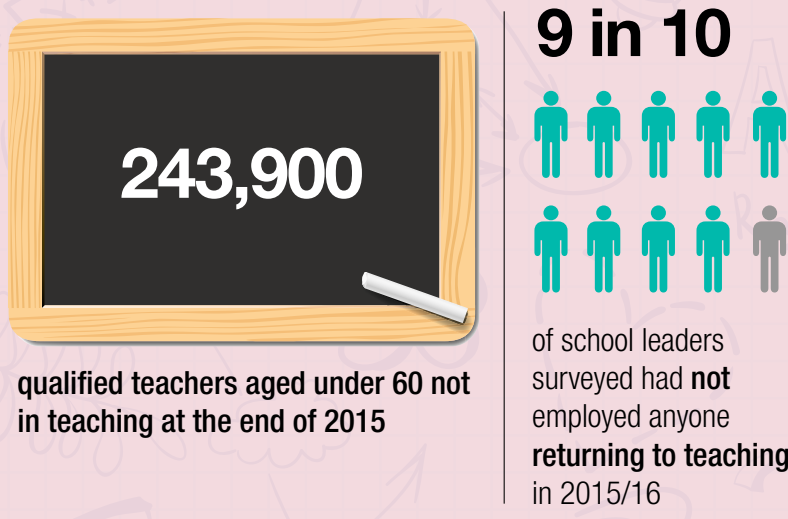 243,900
qualified teachers aged under 60 not
in teaching at the end of 2015
9 in 10
of school leaders
surveyed had not
employed anyone
returning to teaching
in 2015/16